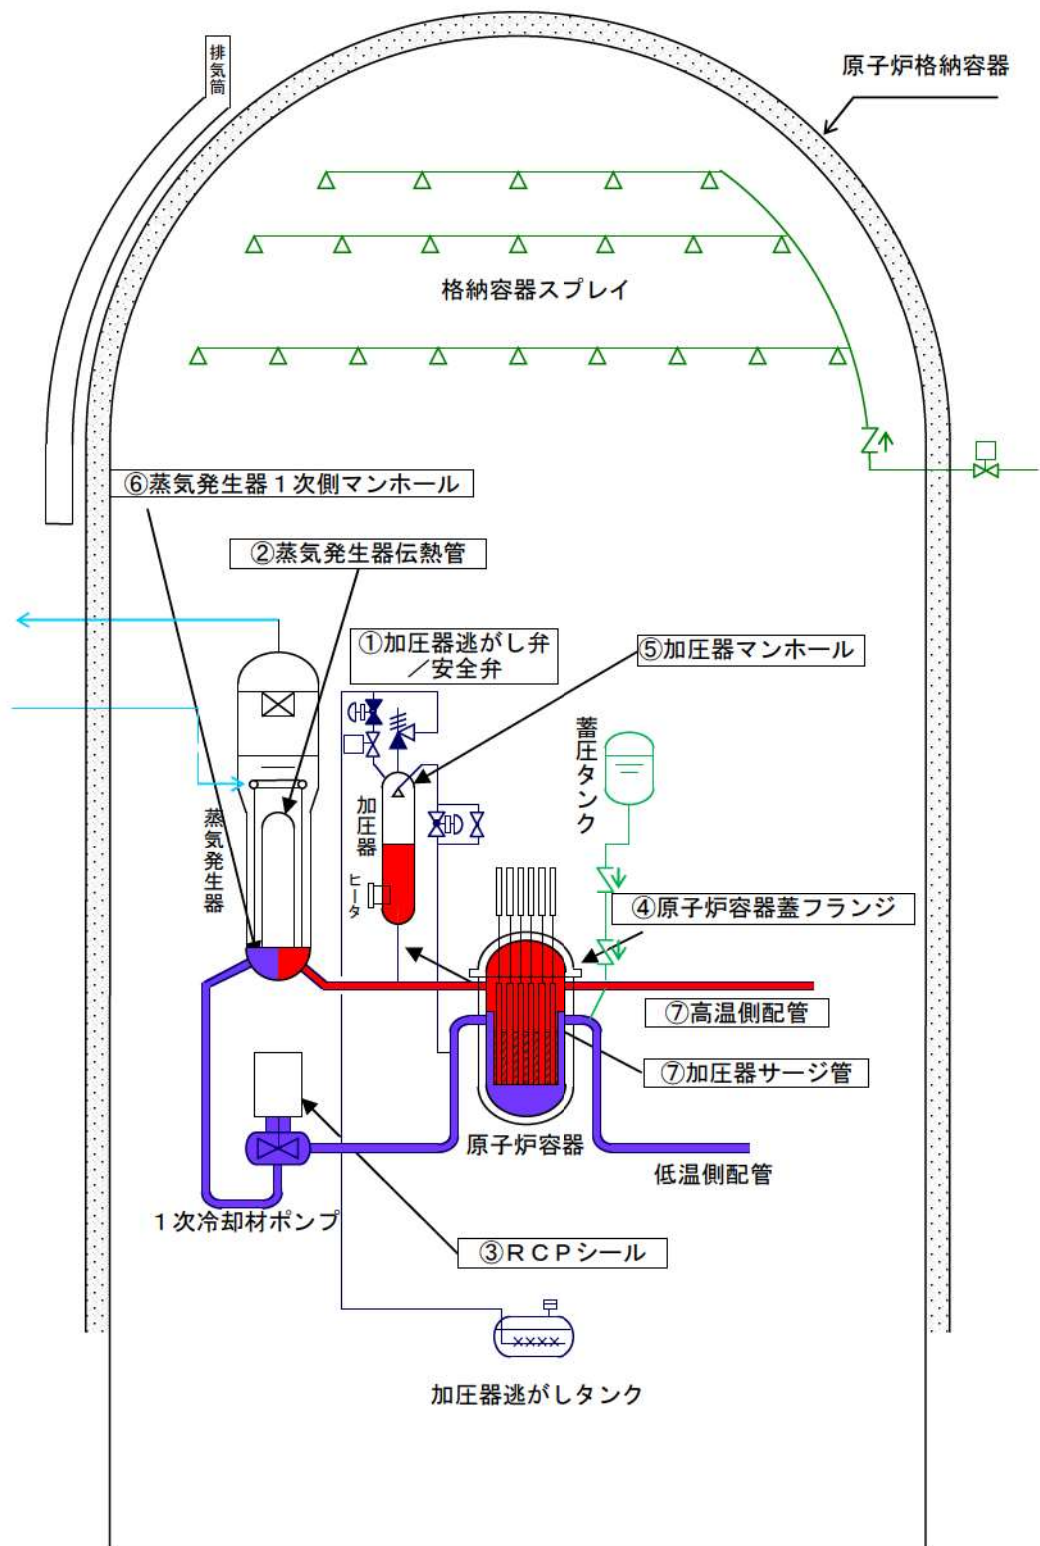 排気筒
原子炉格納容器
格納容器スプレイ
⑥蒸気発生器１次側マンホール
②蒸気発生器伝熱管
①加圧器逃がし弁
／安全弁
⑤加圧器マンホール
蓄圧タンク
加圧器
蒸気発生器
ヒータ
④原子炉容器蓋フランジ
⑦高温側配管
⑦加圧器サージ管
原子炉容器
低温側配管
１次冷却材ポンプ
③ＲＣＰシール
加圧器逃がしタンク